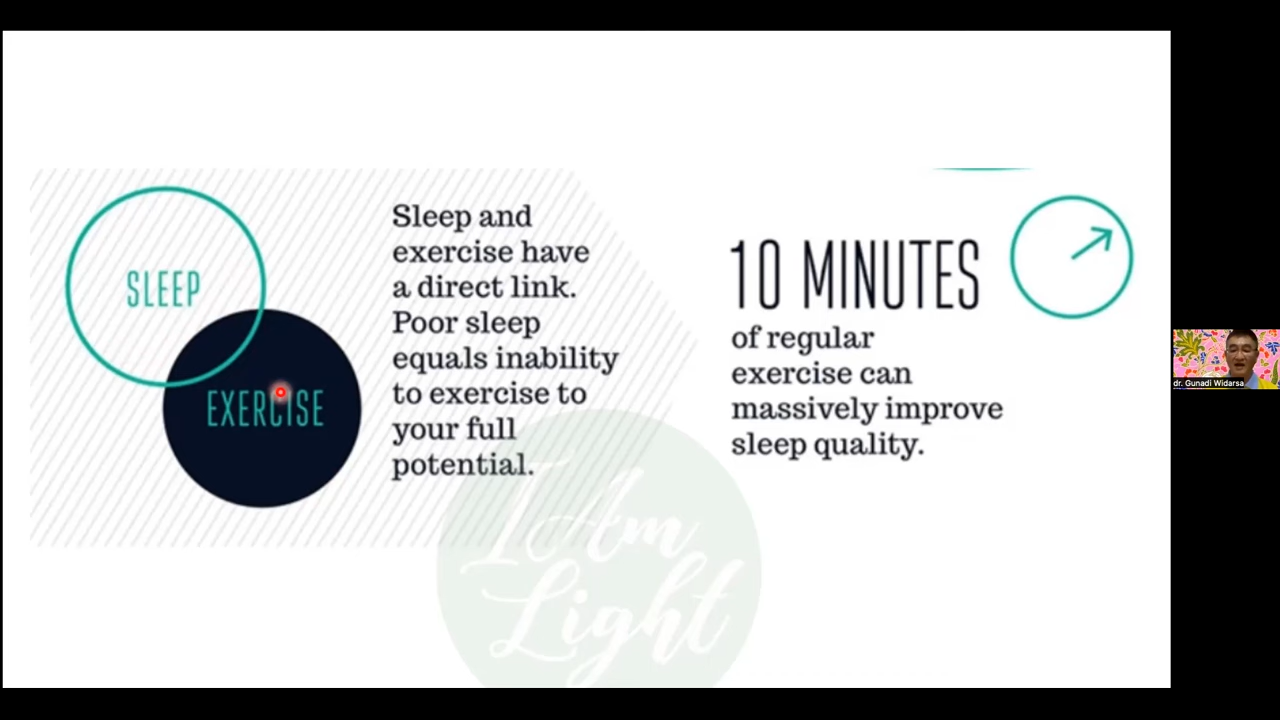 SLEEP
EXERCISE
Sleep and
exercise have
a direct link.
Poor sleep
equals inability
to exercise to
your full
potential.
10 MINUTES
of regular
exercise can
massively improve
sleep quality.
I Am
Light
dr. Gunadi Widarsa